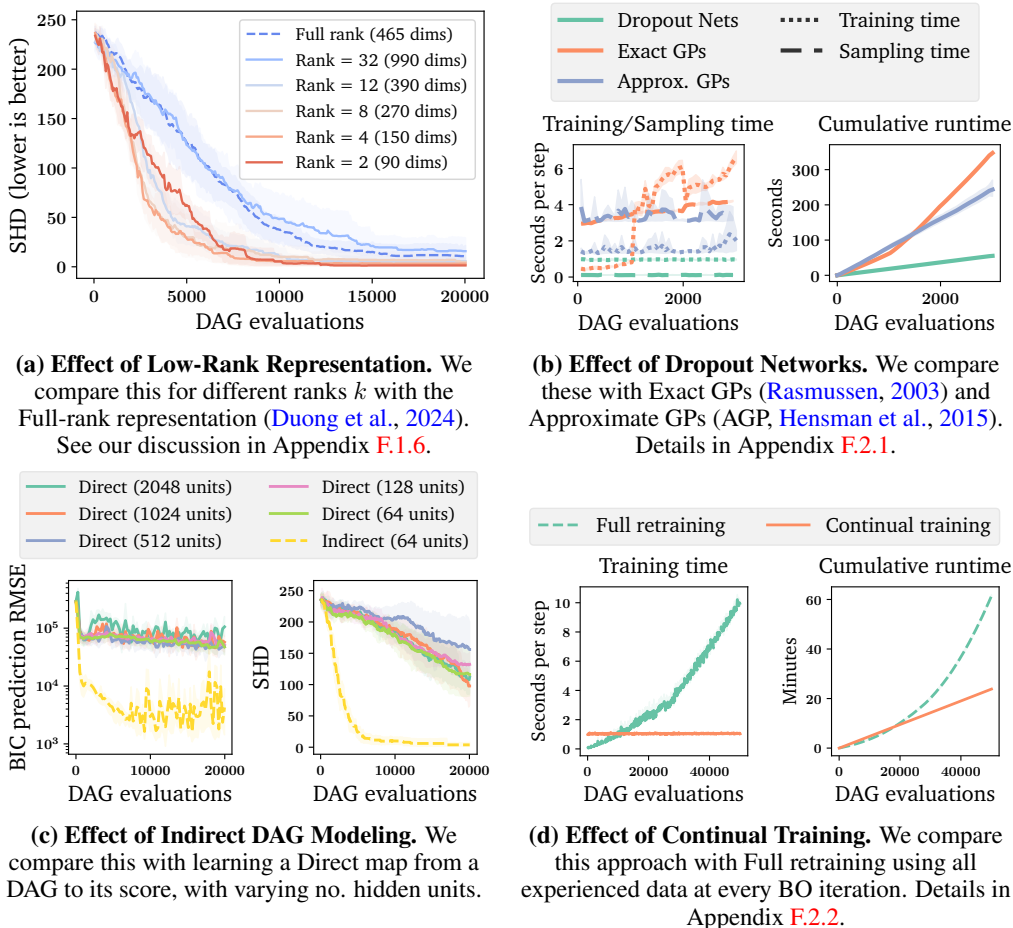 SHD (lower is better)
250
200
150
100
50
0
0
5000
10000
15000
20000
DAG evaluations
Full rank (465 dims)
Rank = 32 (990 dims)
Rank = 12 (390 dims)
Rank = 8 (270 dims)
Rank = 4 (150 dims)
Rank = 2 (90 dims)
(a) Effect of Low-Rank Representation. We
compare this for different ranks k with the
Full-rank representation (Duong et al., 2024).
See our discussion in Appendix F.1.6.
Dropout Nets
Exact GPs
Approx. GPs
Training time
Sampling time
Training/Sampling time
Seconds per step
6
4
2
0
2000
DAG evaluations
Cumulative runtime
Seconds
300
200
100
0
0
2000
DAG evaluations
(b) Effect of Dropout Networks. We compare
these with Exact GPs (Rasmussen, 2003) and
Approximate GPs (AGP, Hensman et al., 2015).
Details in Appendix F.2.1.
Direct (2048 units)
Direct (1024 units)
Direct (512 units)
Direct (128 units)
Direct (64 units)
Indirect (64 units)
BIC prediction RMSE
10⁵
10⁴
10³
0
10000
20000
DAG evaluations
SHD
250
200
150
100
50
0
0
10000
20000
DAG evaluations
(c) Effect of Indirect DAG Modeling. We
compare this with learning a Direct map from a
DAG to its score, with varying no. hidden units.
Full retraining
Continual training
Training time
Seconds per step
10
8
6
4
2
0
0
20000
40000
DAG evaluations
Cumulative runtime
Minutes
60
40
20
0
0
20000
40000
DAG evaluations
(d) Effect of Continual Training. We compare
this approach with Full retraining using all
experienced data at every BO iteration. Details in
Appendix F.2.2.